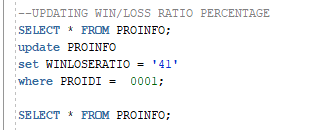 --UPDATING WIN/LOSS RATIO PERCENTAGE
SELECT * FROM PROINFO;
update PROINFO
set WINLOSERATIO = '41'
where PROIDI =  0001;
SELECT * FROM PROINFO;